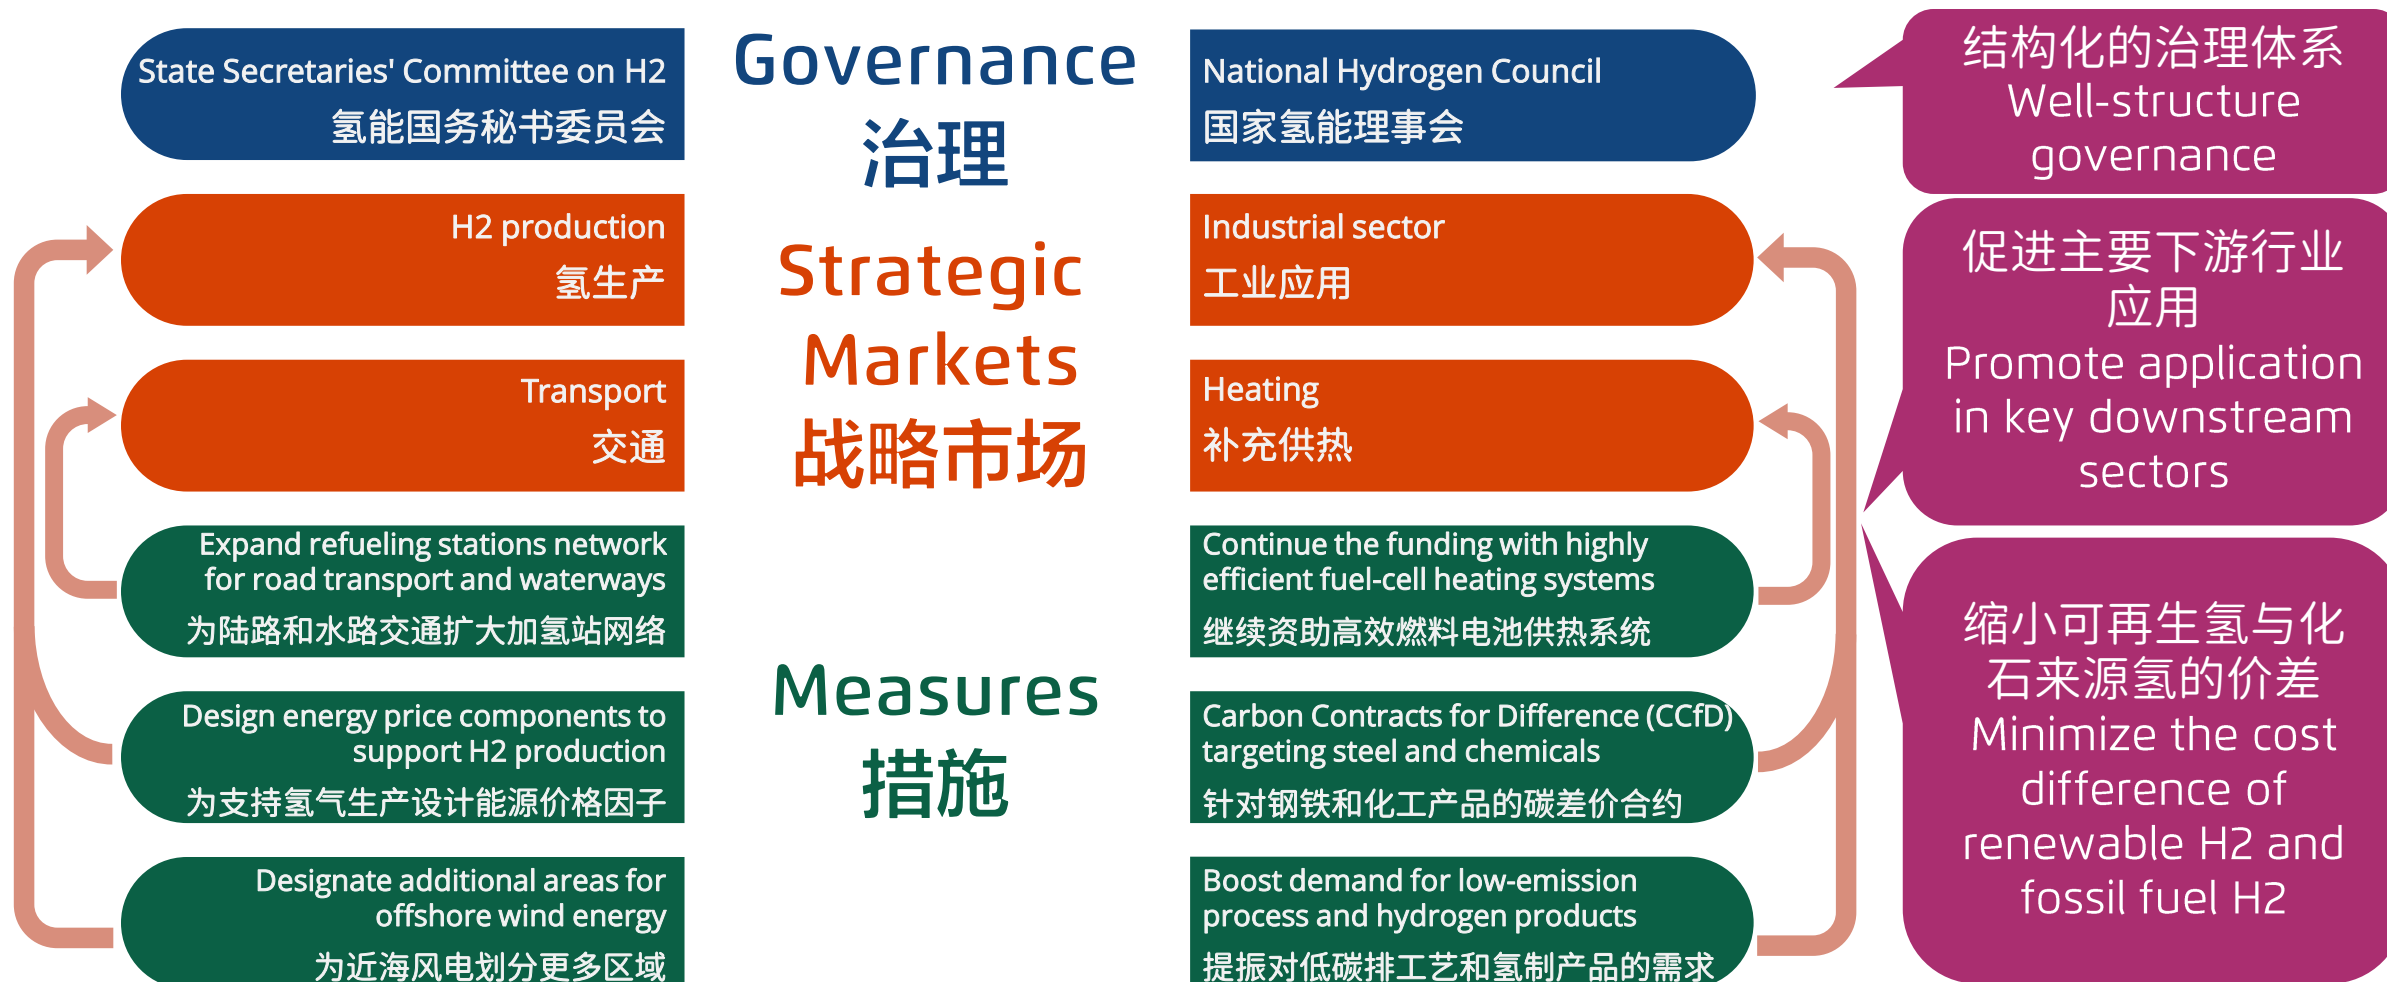 State Secretaries' Committee on H2
氢能国务秘书委员会
Governance
治理
National Hydrogen Council
国家氢能理事会
结构化的治理体系
Well-structure
governance
H2 production
氢生产
Transport
交通
Strategic
Markets
战略市场
Industrial sector
工业应用
Heating
补充供热
促进主要下游行业
应用
Promote application
in key downstream
sectors
Expand refueling stations network
for road transport and waterways
为陆路和水路交通扩大加氢站网络
Design energy price components to
support H2 production
为支持氢气生产设计能源价格因子
Designate additional areas for
offshore wind energy
为近海风电划分更多区域
Measures
措施
Continue the funding with highly
efficient fuel-cell heating systems
继续资助高效燃料电池供热系统
Carbon Contracts for Difference (CCfD)
targeting steel and chemicals
针对钢铁和化工产品的碳差价合约
Boost demand for low-emission
process and hydrogen products
提振对低碳排工艺和氢制产品的需求
缩小可再生氢与化
石来源氢的价差
Minimize the cost
difference of
renewable H2 and
fossil fuel H2